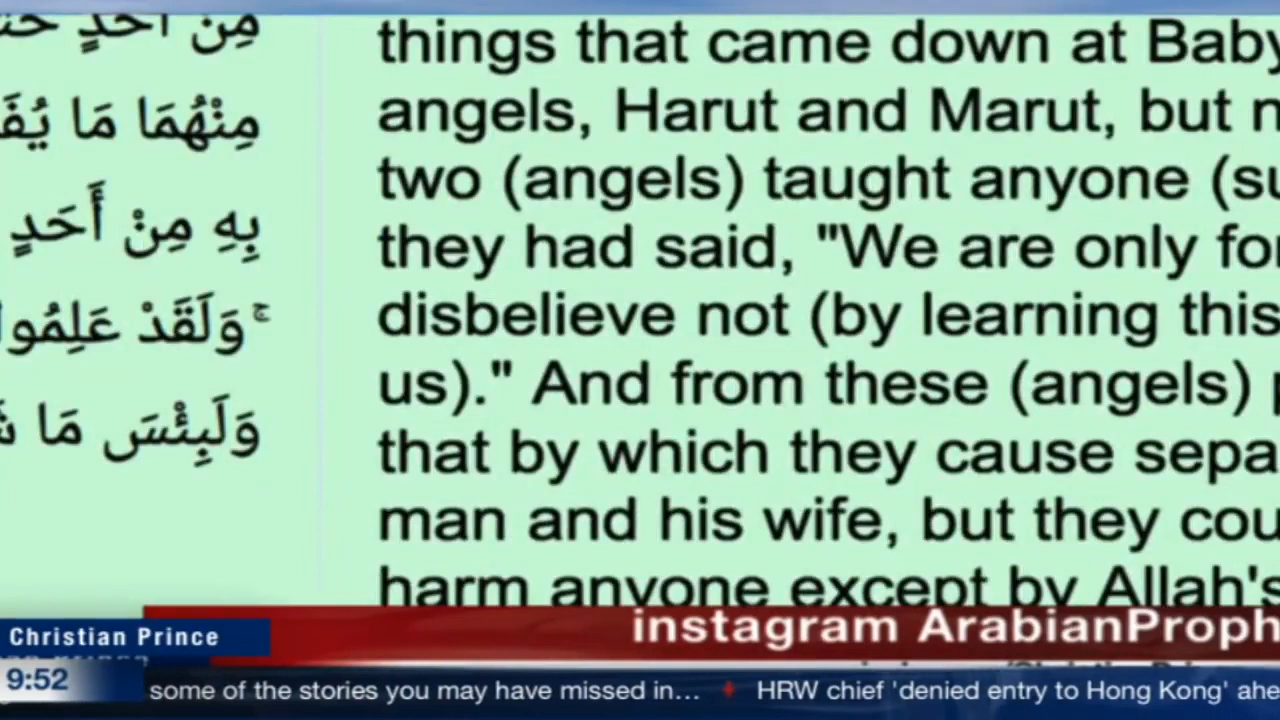 مِنْ أَحَدٍ
مِنْهُمَا مَا
بِهِ مِنْ أَحَدٍ
ۚ وَلَقَدْ عَلِمُوا
وَلَبِئْسَ مَا
things that came down at Baby
angels, Harut and Marut, but n
two (angels) taught anyone (su
they had said, "We are only for
disbelieve not (by learning this
us)." And from these (angels) p
that by which they cause sepa
man and his wife, but they cou
harm anyone except by Allah's
instagram ArabianProph
Christian Prince
9:52
some of the stories you may have missed in... HRW chief 'denied entry to Hong Kong' ahe